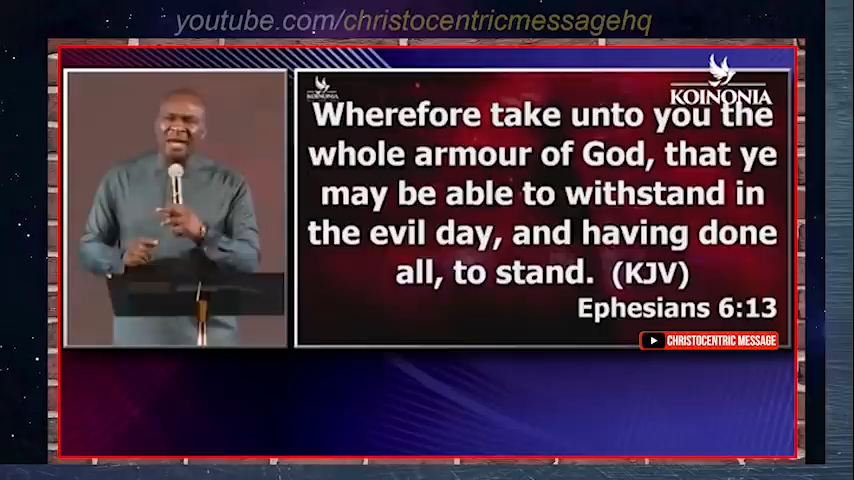 youtube.com/christocentricmessagehq
KOINONIA
KOINONIA
Wherefore take unto you the
whole armour of God, that ye
may be able to withstand in
the evil day, and having done
all, to stand. (KJV)
Ephesians 6:13
CHRISTOCENTRIC MESSAGE